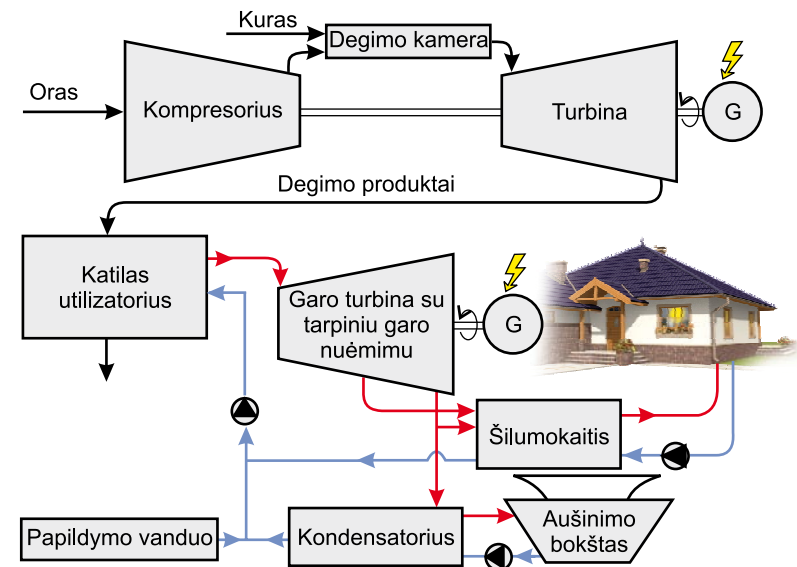 Kuras
Degimo kamera
Oras
Kompresorius
Turbina
G
Degimo produktai
Katilas
utilizatorius
Garo turbina su
tarpiniu garo
nuėmimu
G
Šilumokaitis
Papildymo vanduo
Kondensatorius
Aušinimo
bokštas